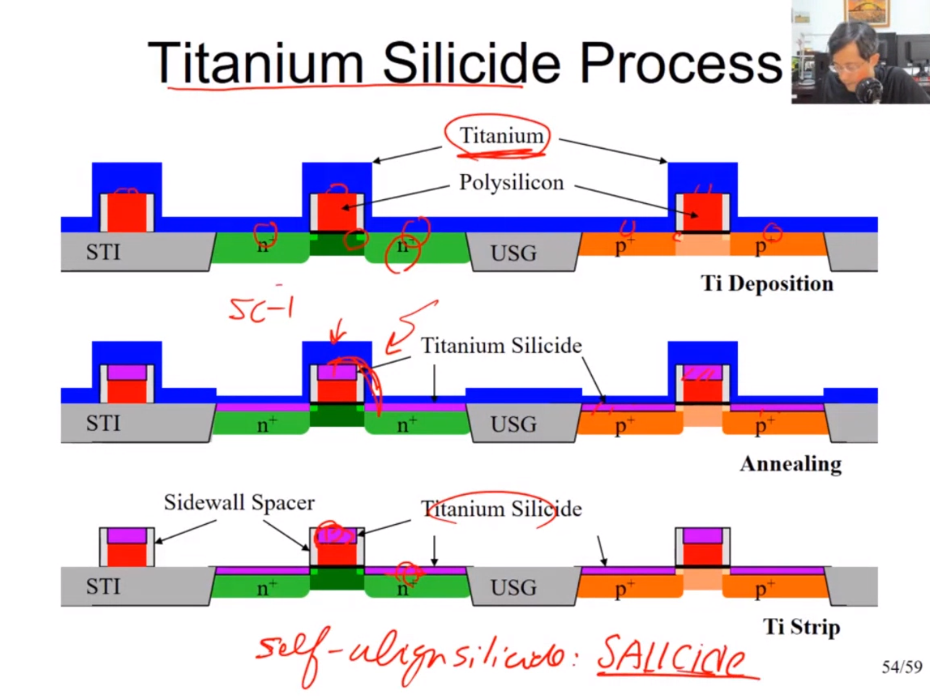 Titanium Silicide Process
Titanium
Polysilicon
STI n+ n+ USG p+ p+
Ti Deposition
SC-1
Titanium Silicide
STI n+ n+ USG p+ p+
Annealing
Sidewall Spacer Titanium Silicide
STI n+ n+ USG p+ p+
Ti Strip
self-align silicide: SALICIDE
54/59